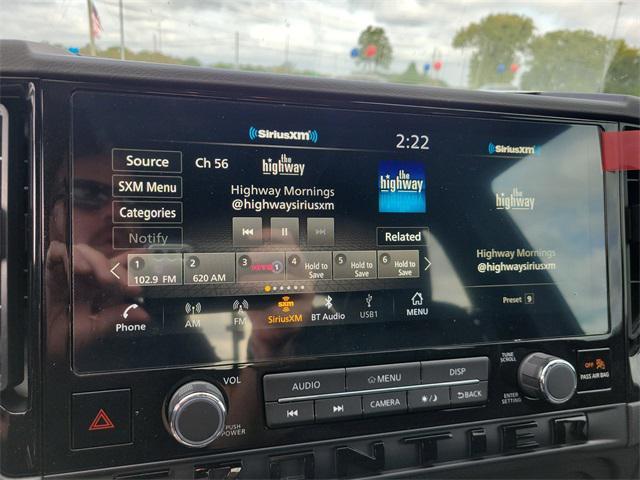 SiriusXM
2:22
SiriusXM
Source
Ch 56
the highway
the highway
SXM Menu
Highway Mornings
@highwaysiriusxm
the highway
Categories
Notify
Related
Highway Mornings
@highwaysiriusxm
1
102.9 FM
2
620 AM
3
4 Hold to Save
5 Hold to Save
6 Hold to Save
Preset 9
Phone
AM
FM
sxm
SiriusXM
BT Audio
USB1
MENU
VOL
PUSH POWER
AUDIO
MENU
DISP
CAMERA
BACK
TUNE SCROLL
ENTER SETTING
OFF
PASS AIR BAG